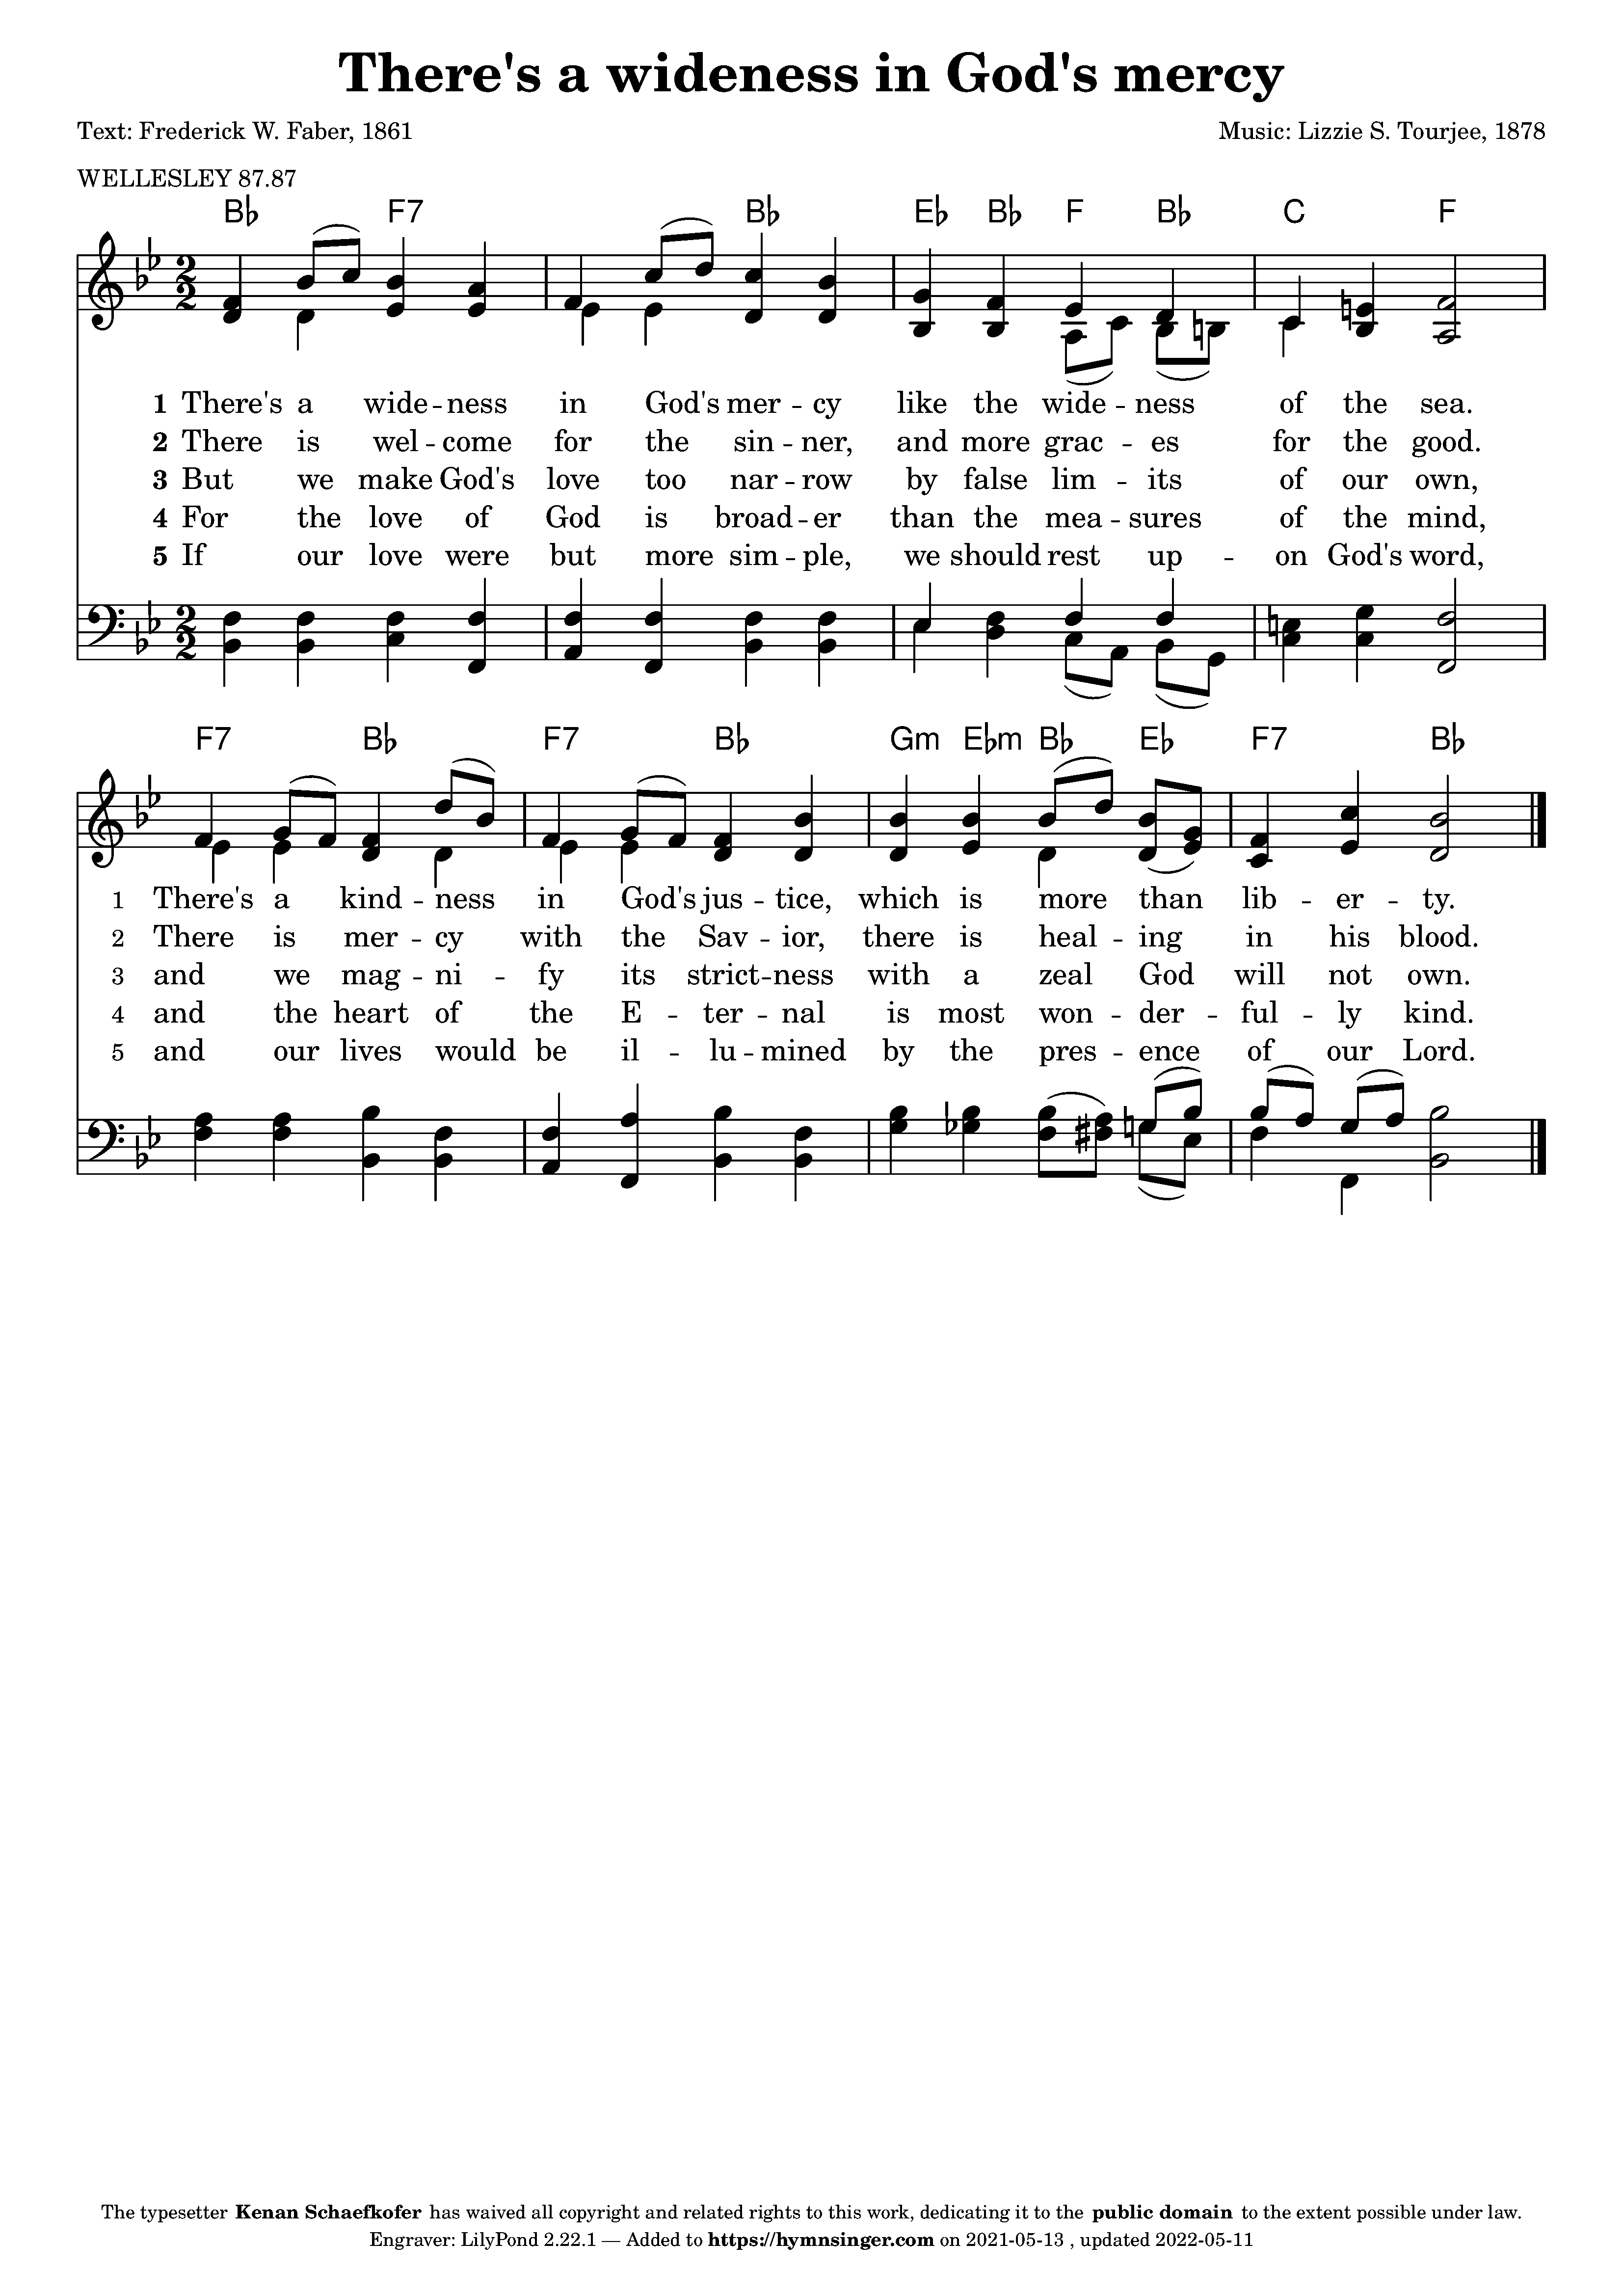 There's a wideness in God's mercy
Text: Frederick W. Faber, 1861 Music: Lizzie S. Tourjee, 1878
WELLESLEY 87.87
B♭ F7 B♭ E♭ B♭ F B♭ C F
2 2
1 There's a wide -- ness in God's mer -- cy like the wide -- ness of the sea.
2 There is wel -- come for the sin -- ner, and more grac -- es for the good.
3 But we make God's love too nar -- row by false lim -- its of our own,
4 For the love of God is broad -- er than the mea -- sures of the mind,
5 If our love were but more sim -- ple, we should rest up -- on God's word,
2 2
F7 B♭ F7 B♭ Gm E♭m B♭ E♭ F7 B♭
1 There's a kind -- ness in God's jus -- tice, which is more than lib -- er -- ty.
2 There is mer -- cy with the Sav -- ior, there is heal -- ing in his blood.
3 and we mag -- ni -- fy its strict -- ness with a zeal God will not own.
4 and the heart of the E -- ter -- nal is most won -- der -- ful -- ly kind.
5 and our lives would be il -- lu -- mined by the pres -- ence of our Lord.
The typesetter Kenan Schaefkofer has waived all copyright and related rights to this work, dedicating it to the public domain to the extent possible under law.
Engraver: LilyPond 2.22.1 — Added to https://hymnsinger.com on 2021-05-13 , updated 2022-05-11